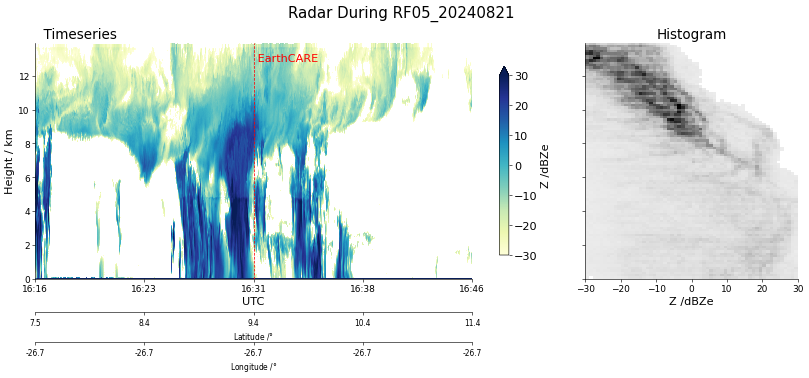 Radar During RF05_20240821
Timeseries
Histogram
EarthCARE
Height / km
12
10
8
6
4
2
0
16:16 16:23 16:31 16:38 16:46
UTC
7.5 8.4 9.4 10.4 11.4
Latitude /°
-26.7 -26.7 -26.7 -26.7 -26.7
Longitude /°
30
20
10
0
−10
−20
−30
Z /dBZe
−30 −20 −10 0 10 20 30
Z /dBZe